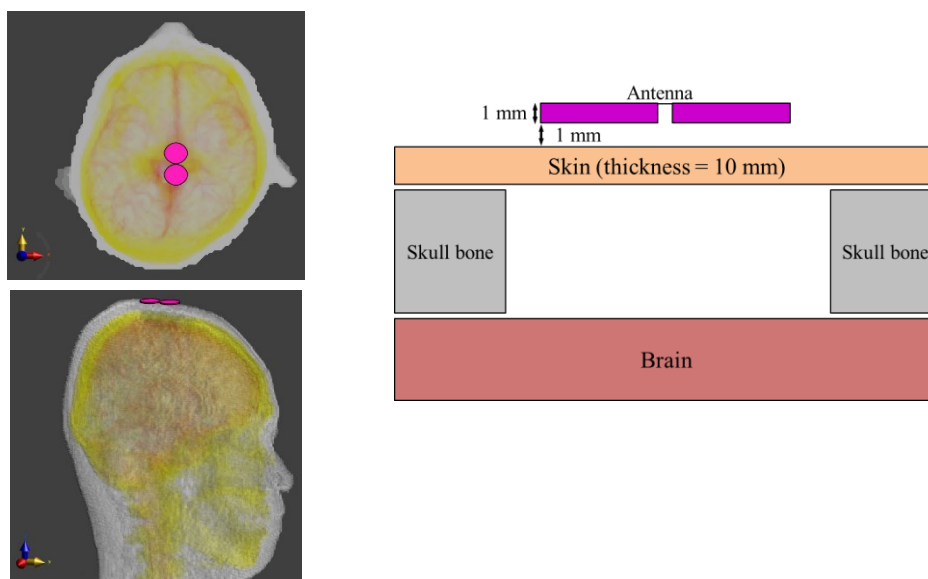 Antenna
1 mm
1 mm
Skin (thickness = 10 mm)
Skull bone
Skull bone
Brain